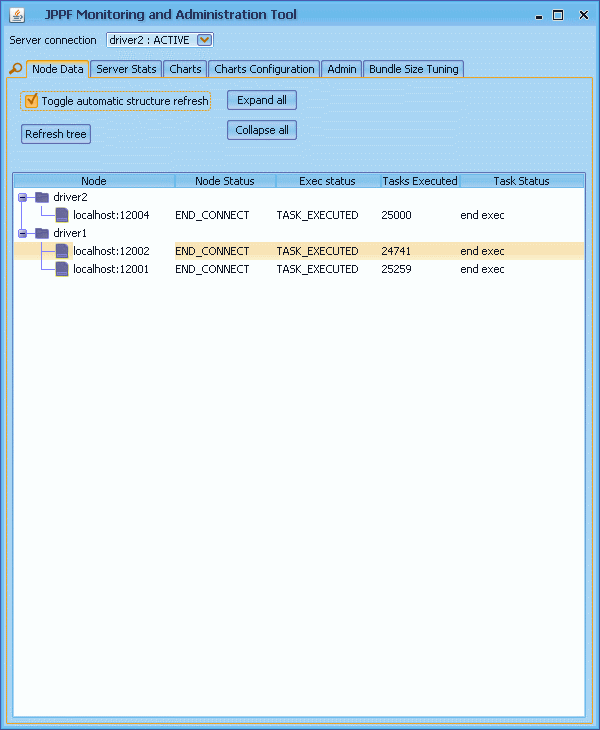 JPPF Monitoring and Administration Tool
Server connection driver2 : ACTIVE
Node Data Server Stats Charts Charts Configuration Admin Bundle Size Tuning
Toggle automatic structure refresh Expand all
Refresh tree Collapse all
Node Node Status Exec status Tasks Executed Task Status
driver2
localhost:12004 END_CONNECT TASK_EXECUTED 25000 end exec
driver1
localhost:12002 END_CONNECT TASK_EXECUTED 24741 end exec
localhost:12001 END_CONNECT TASK_EXECUTED 25259 end exec